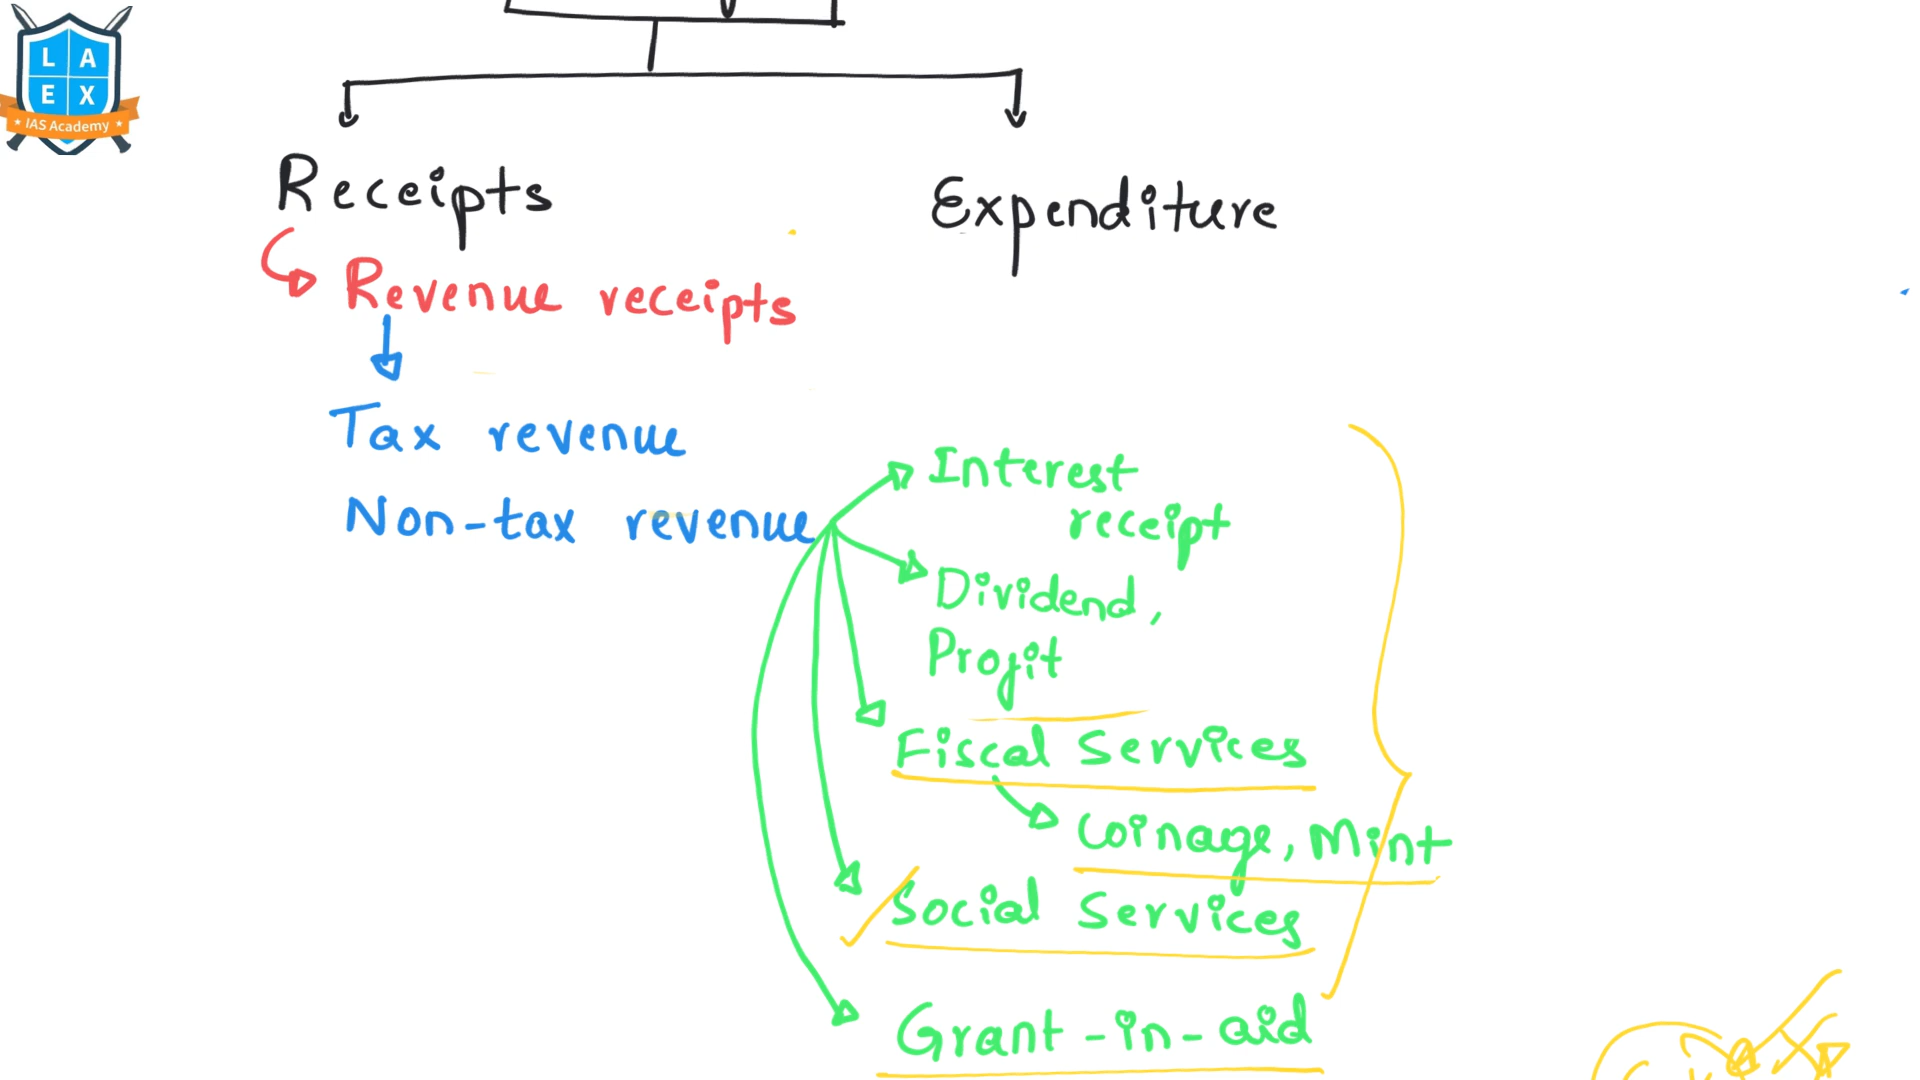 L A
E X
IAS Academy
Receipts
Expenditure
Revenue receipts
Tax revenue
Non-tax revenue
Interest
receipt
Dividend,
Profit
Fiscal Services
Coinage, Mint
Social Services
Grant-in-aid